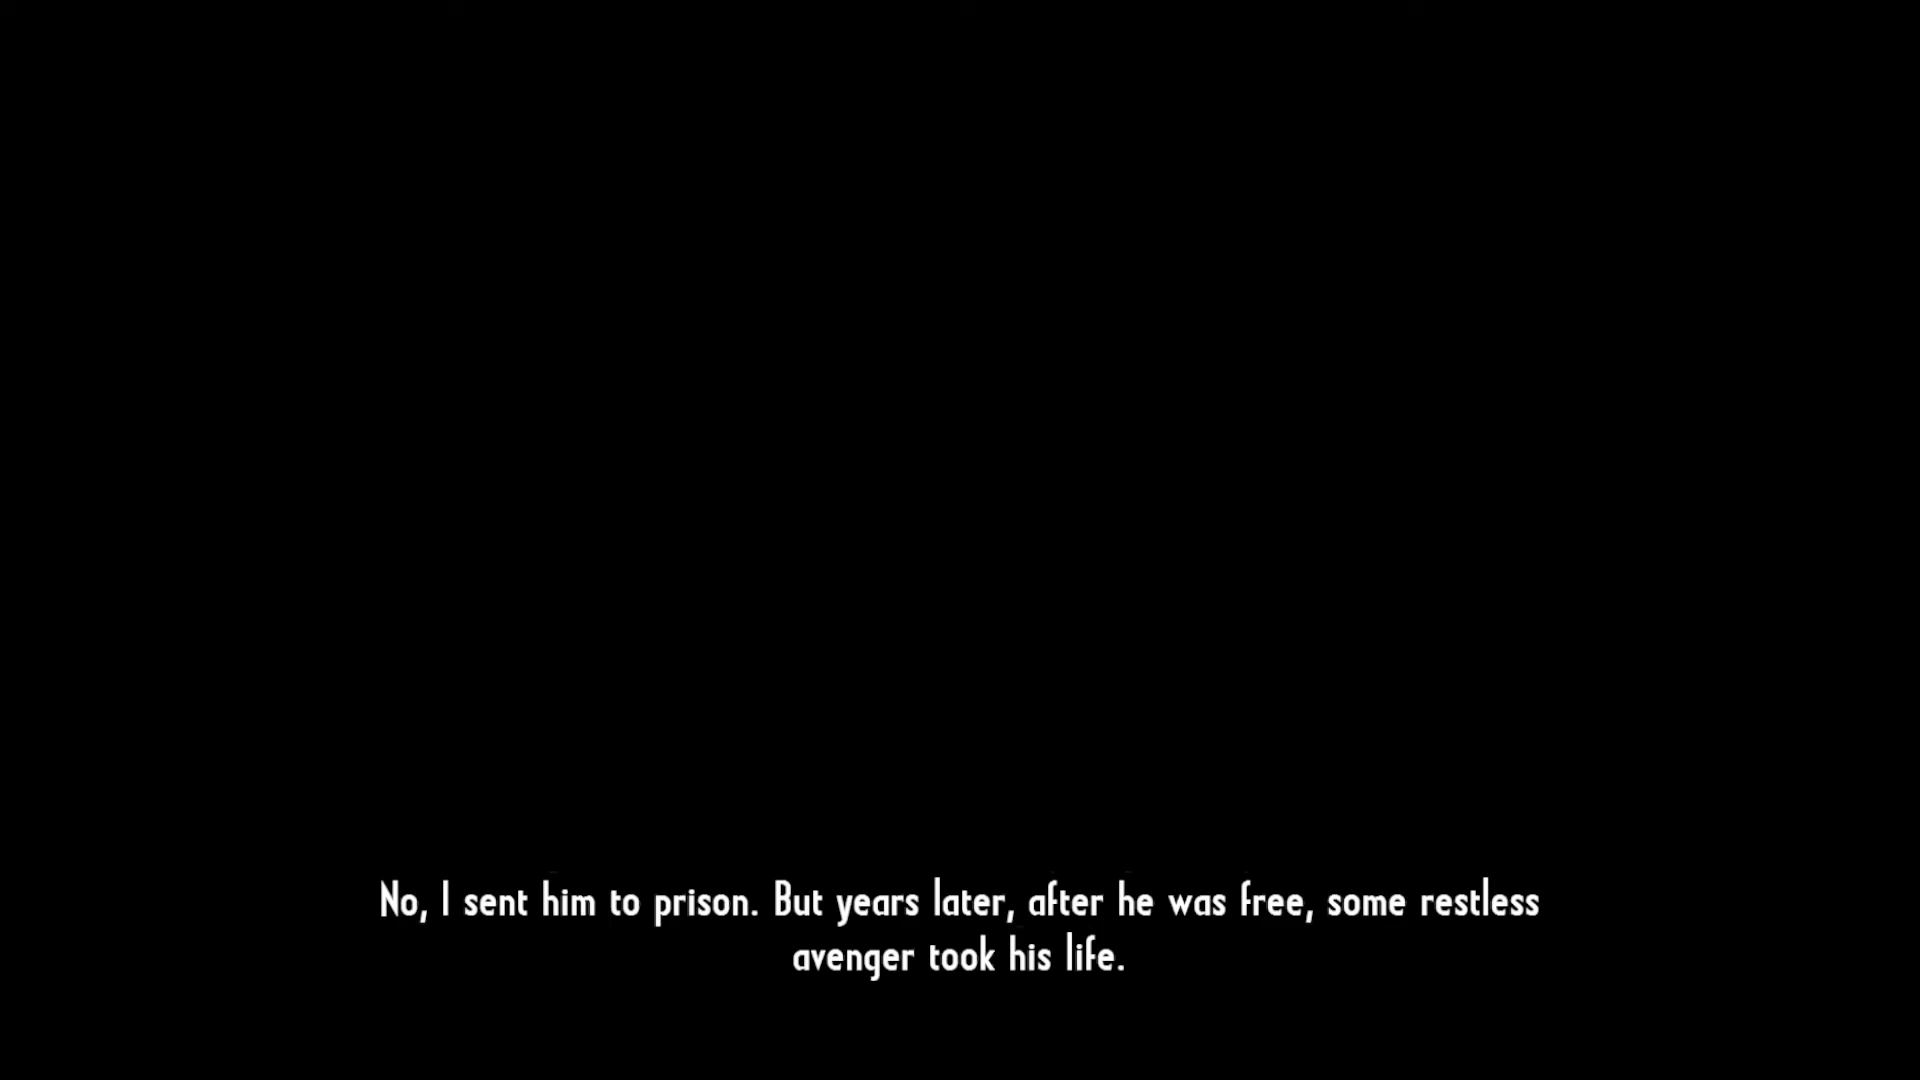 No, I sent him to prison. But years later, after he was free, some restless
avenger took his life.